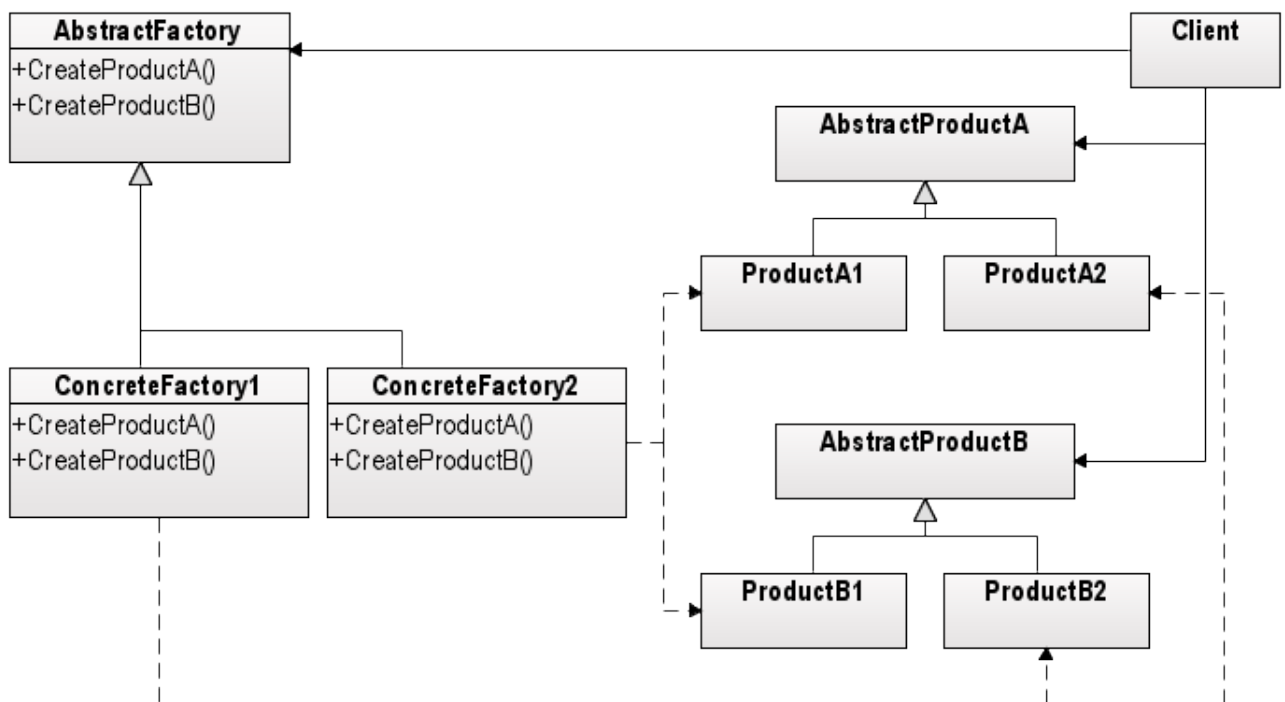 AbstractFactory
+CreateProductA()
+CreateProductB()
Client
AbstractProductA
ProductA1
ProductA2
ConcreteFactory1
+CreateProductA()
+CreateProductB()
ConcreteFactory2
+CreateProductA()
+CreateProductB()
AbstractProductB
ProductB1
ProductB2